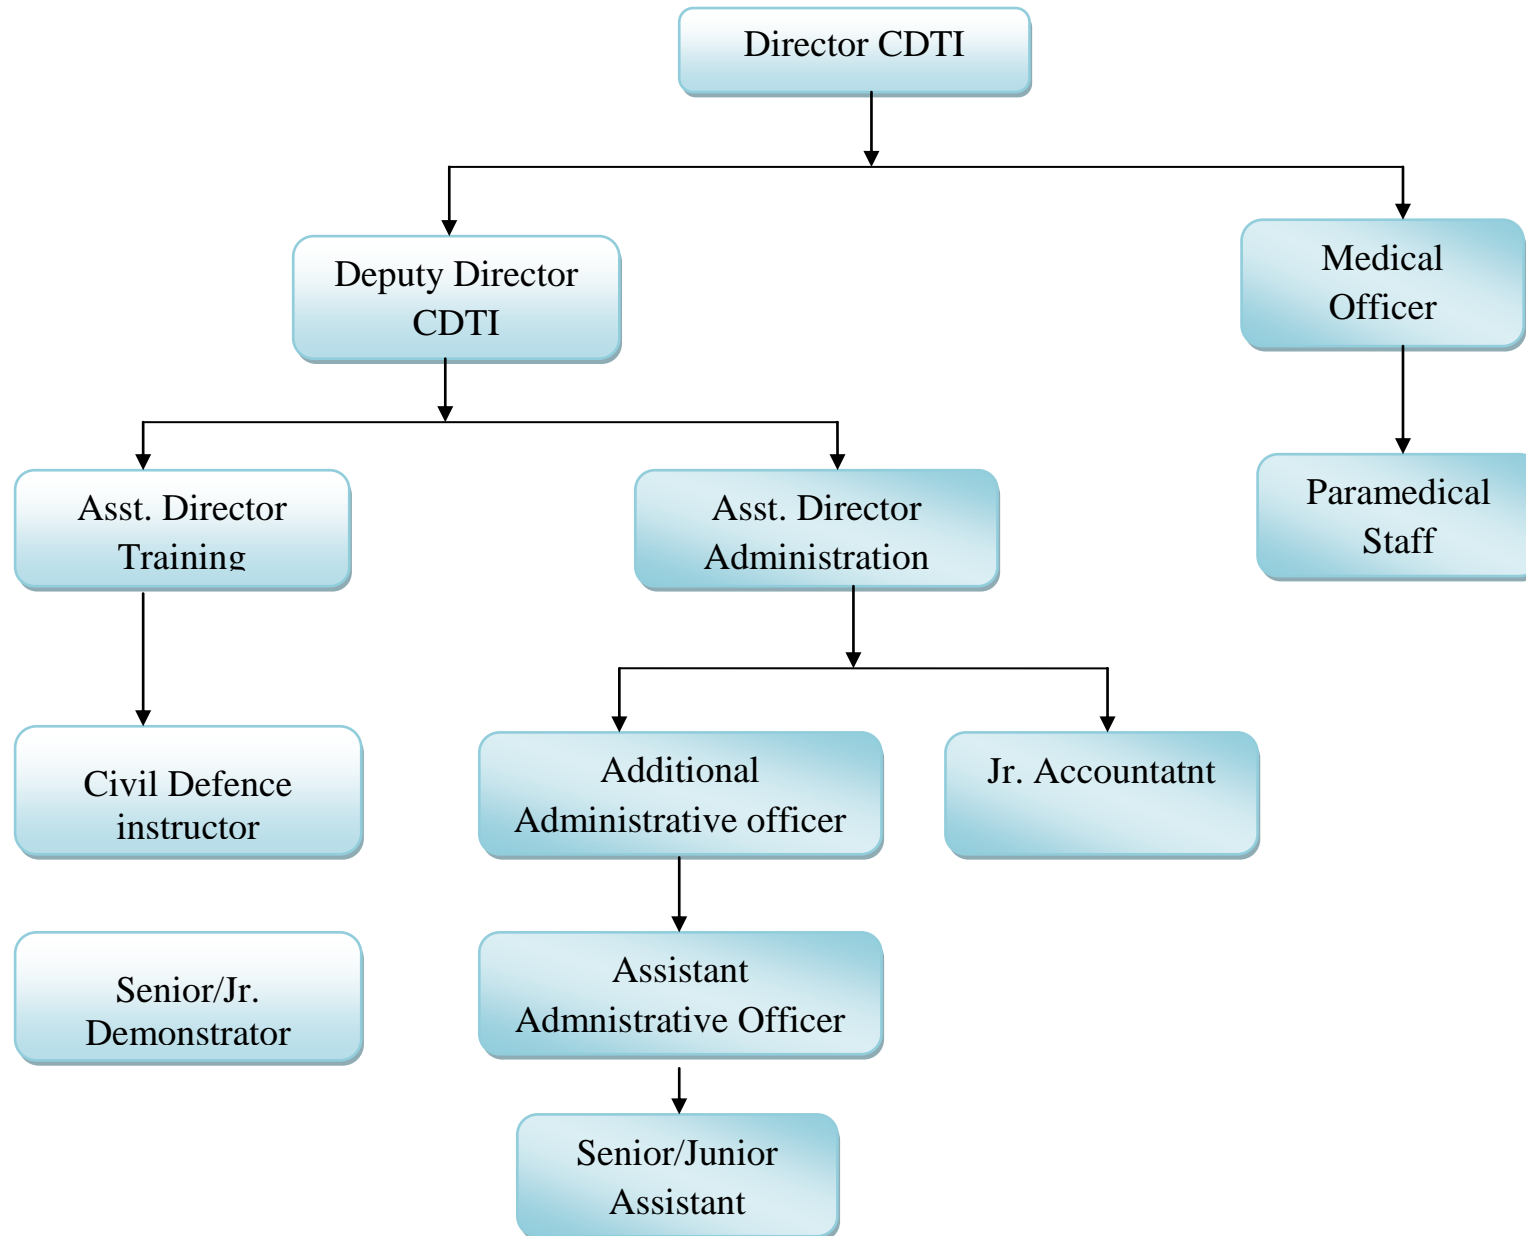 Director CDTI
Deputy Director
CDTI
Medical
Officer
Asst. Director
Training
Asst. Director
Administration
Paramedical
Staff
Civil Defence
instructor
Additional
Administrative officer
Jr. Accountatnt
Senior/Jr.
Demonstrator
Assistant
Admnistrative Officer
Senior/Junior
Assistant